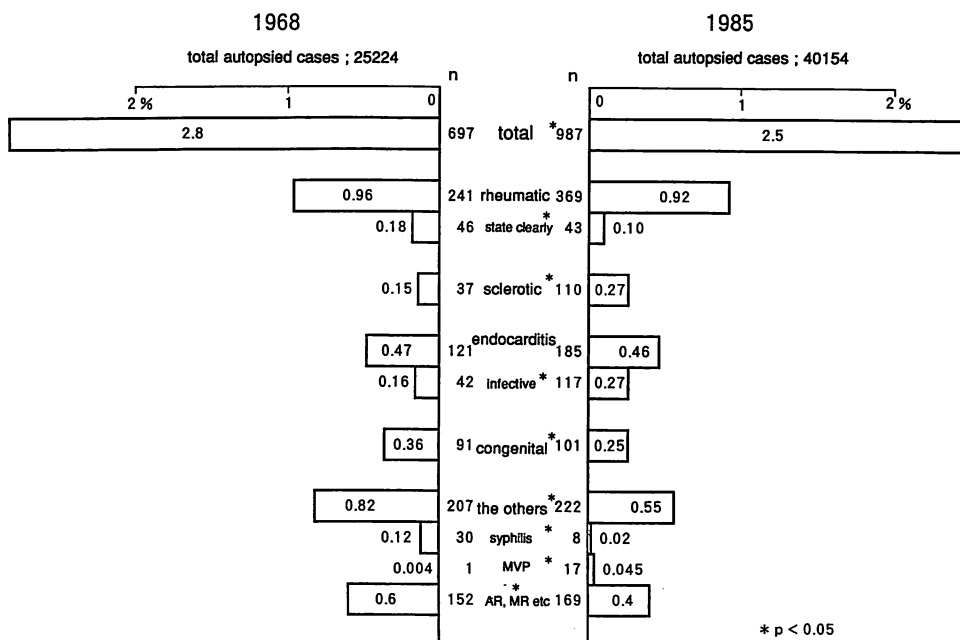 1968 1985
total autopsied cases ; 25224 total autopsied cases ; 40154
n n
2 % 1 0 0 1 2 %
2.8 697 total *987 2.5
0.96 241 rheumatic 369 0.92
0.18 46 state clearly* 43 0.10
0.15 37 sclerotic *110 0.27
0.47 121 endocarditis 185 0.46
0.16 42 infective * 117 0.27
0.36 91 congenital *101 0.25
0.82 207 the others *222 0.55
0.12 30 syphilis * 8 0.02
0.004 1 MVP * 17 0.045
0.6 152 AR, MR etc * 169 0.4
* p < 0.05